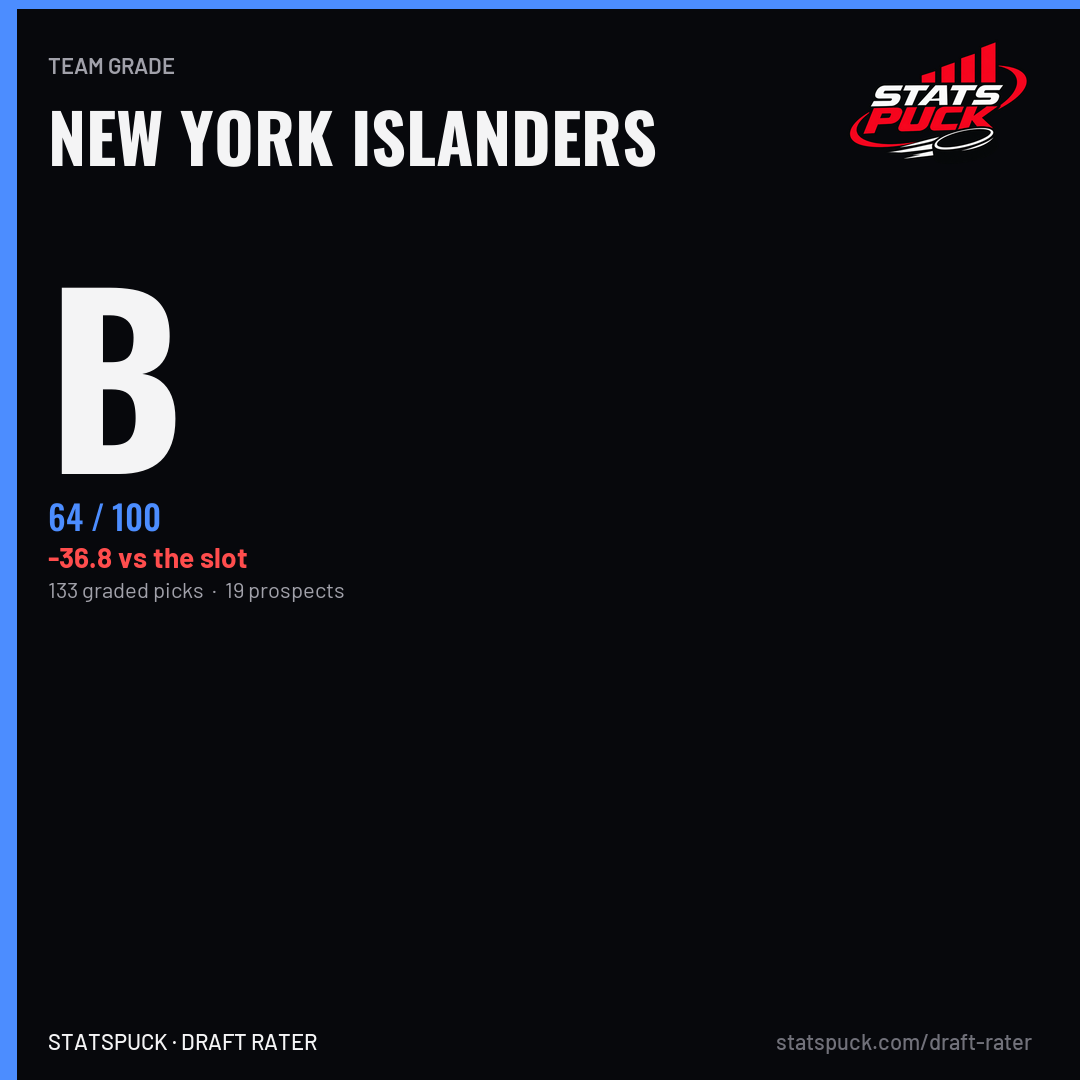 TEAM GRADE
NEW YORK ISLANDERS
STATS
PUCK
B
64 / 100
-36.8 vs the slot
133 graded picks · 19 prospects
STATSPUCK · DRAFT RATER
statspuck.com/draft-rater